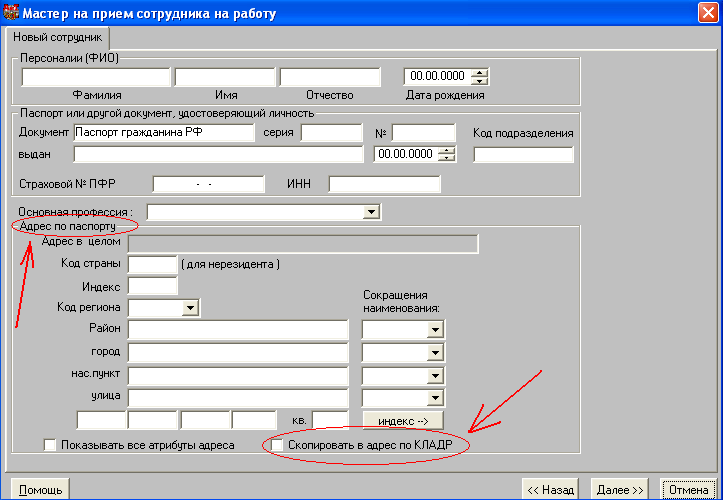 Мастер на прием сотрудника на работу
Новый сотрудник
Персоналии (ФИО)
00.00.0000
Фамилия Имя Отчество Дата рождения
Паспорт или другой документ, удостоверяющий личность
Документ Паспорт гражданина РФ серия № Код подразделения
выдан 00.00.0000
Страховой № ПФР - - ИНН
Основная профессия :
Адрес по паспорту
Адрес в целом
Код страны ( для нерезидента )
Индекс
Код региона Сокращения
наименования:
Район
город
нас.пункт
улица
кв. индекс -->
Показывать все атрибуты адреса Скопировать в адрес по КЛАДР
Помощь << Назад Далее >> Отмена